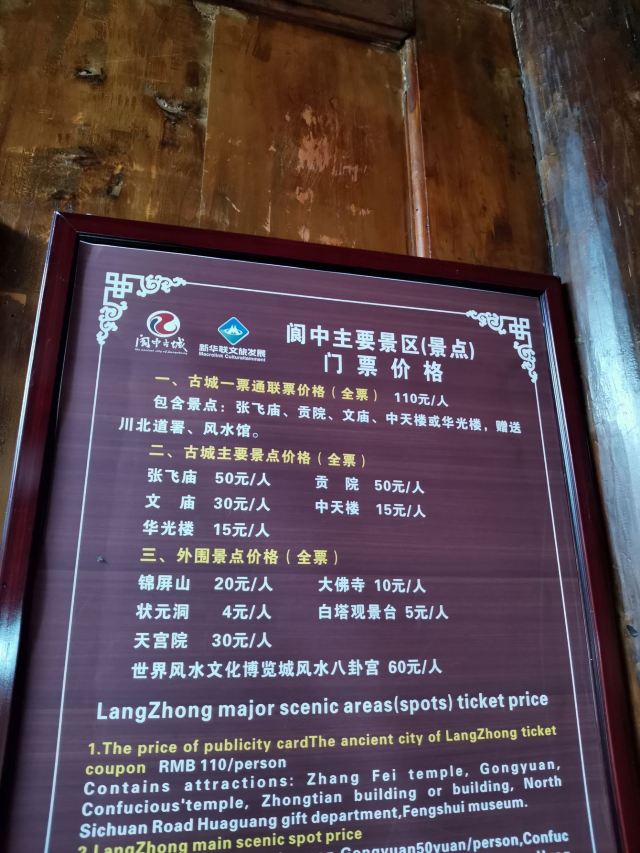 阆中古城
新华联文旅发展
Macrolink Culturaltainment
阆中主要景区(景点)
门票价格
一、古城一票通联票价格（全票） 110元/人
包含景点：张飞庙、贡院、文庙、中天楼或华光楼，赠送
川北道署、风水馆。
二、古城主要景点价格（全票）
张飞庙 50元/人 贡院 50元/人
文庙 30元/人 中天楼 15元/人
华光楼 15元/人
三、外围景点价格（全票）
锦屏山 20元/人 大佛寺 10元/人
状元洞 4元/人 白塔观景台 5元/人
天宫院 30元/人
世界风水文化博览城风水八卦宫 60元/人
LangZhong major scenic areas(spots) ticket price
1.The price of publicity cardThe ancient city of LangZhong ticket
coupon RMB 110/person
Contains attractions: Zhang Fei temple, Gongyuan,
Confucious'temple, Zhongtian building or building, North
Sichuan Road Huaguang gift department,Fengshui museum.
2.LangZhong main scenic spot price
Gongyuan50yuan/person,Confuc